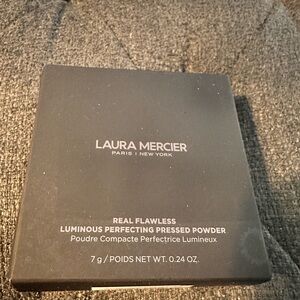 LAURA MERCIER
PARIS | NEW YORK
REAL FLAWLESS
LUMINOUS PERFECTING PRESSED POWDER
Poudre Compacte Perfectrice Lumineux
7 g / POIDS NET WT. 0.24 OZ.